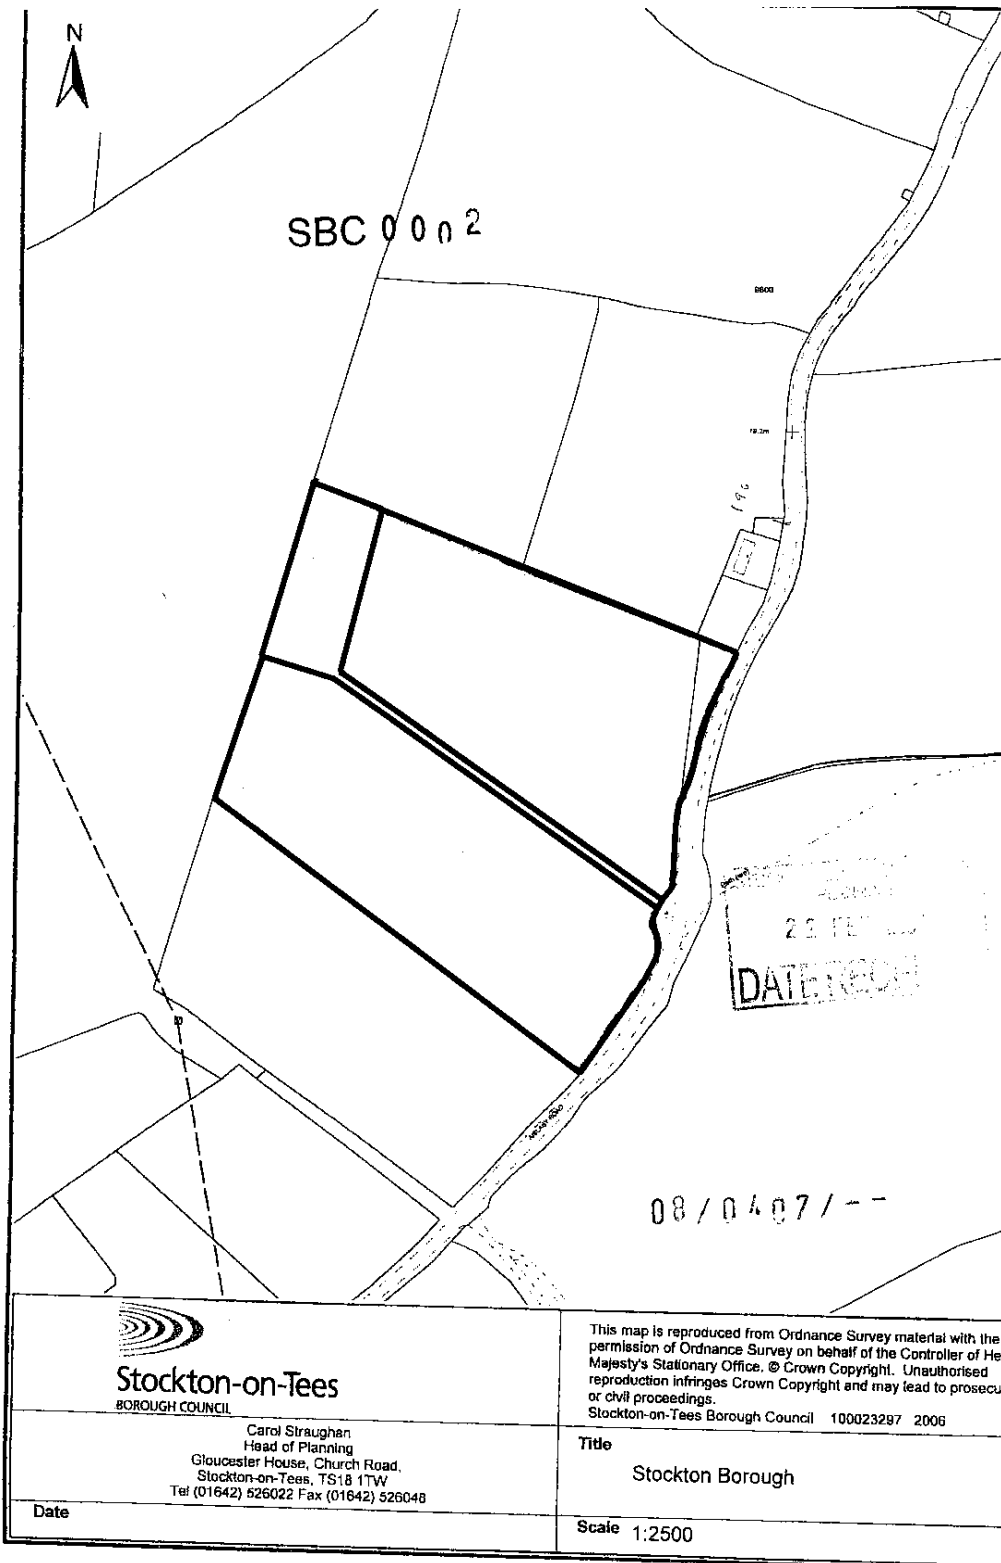 N
SBC 0002
196
DATE REC'D
08/0407/--
Stockton-on-Tees
BOROUGH COUNCIL
Carol Straughan
Head of Planning
Gloucester House, Church Road,
Stockton-on-Tees, TS18 1TW
Tel (01642) 526022 Fax (01642) 526048
Date
This map is reproduced from Ordnance Survey material with the
permission of Ordnance Survey on behalf of the Controller of He
Majesty's Stationary Office. © Crown Copyright. Unauthorised
reproduction infringes Crown Copyright and may lead to prosecu
or civil proceedings.
Stockton-on-Tees Borough Council 100023297 2006
Title
Stockton Borough
Scale 1:2500